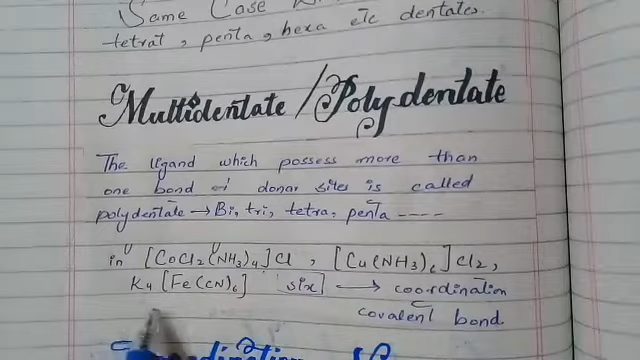 Same Case
tetrat, penta, hexa etc dentates.
Multidentate / Polydentate
The ligand which possess more than
one bond of donar sites is called
polydentate → Bi, tri, tetra, penta ----
in [CoCl2(NH3)4]Cl, [Cu(NH3)6]Cl2,
K4[Fe(CN)6] six] → coordination
covalent bond.